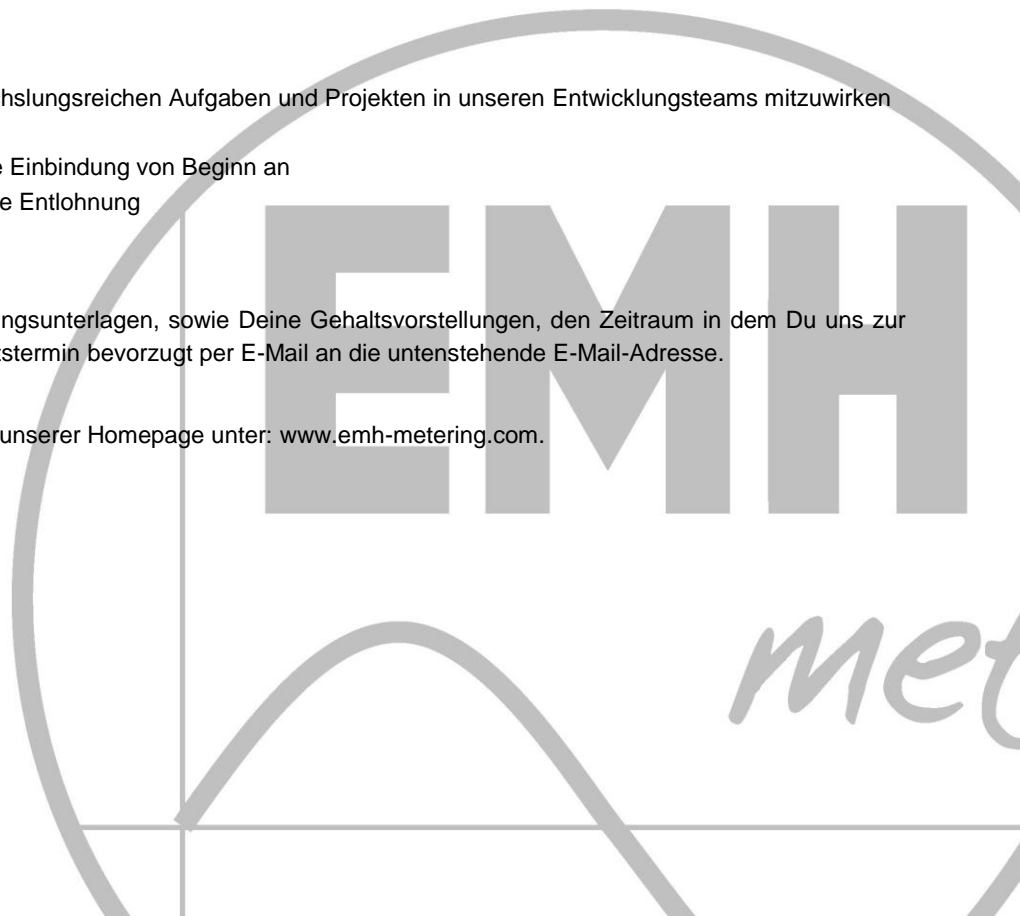 hslungsreichen Aufgaben und Projekten in unseren Entwicklungsteams mitzuwirken
e Einbindung von Beginn an
e Entlohnung
EMH
ngsunterlagen, sowie Deine Gehaltsvorstellungen, den Zeitraum in dem Du uns zur
tstermin bevorzugt per E-Mail an die untenstehende E-Mail-Adresse.
unserer Homepage unter: www.emh-metering.com.
met